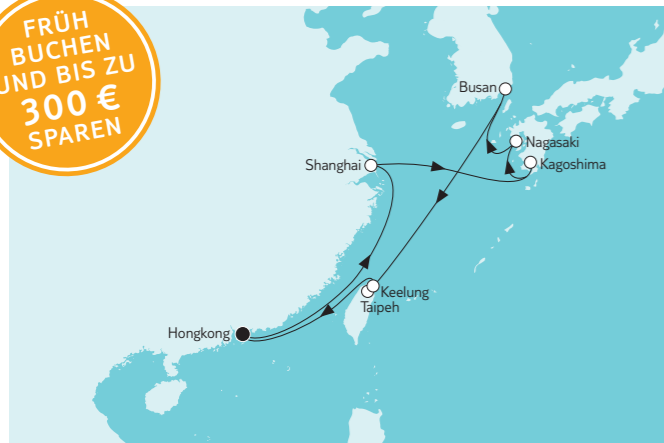 FRÜH
BUCHEN
UND BIS ZU
300 €
SPAREN
Busan
Nagasaki
Kagoshima
Shanghai
Keelung
Taipeh
Hongkong